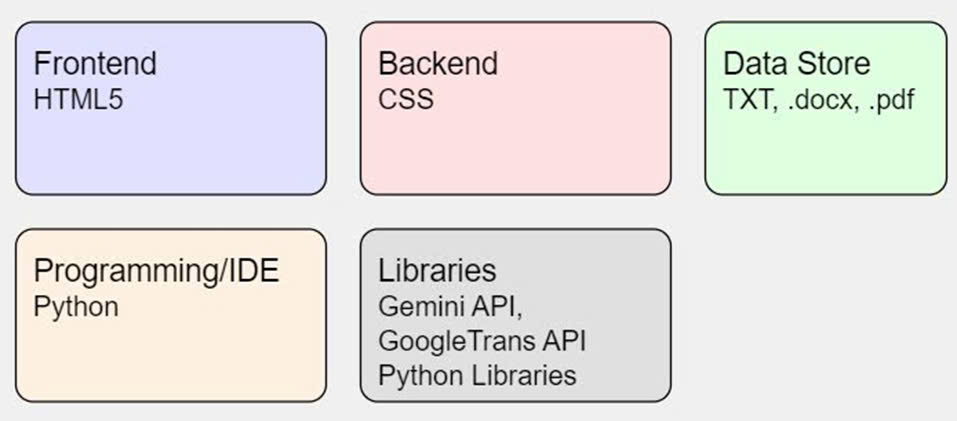 Frontend
HTML5
Backend
CSS
Data Store
TXT, .docx, .pdf
Programming/IDE
Python
Libraries
Gemini API,
GoogleTrans API
Python Libraries